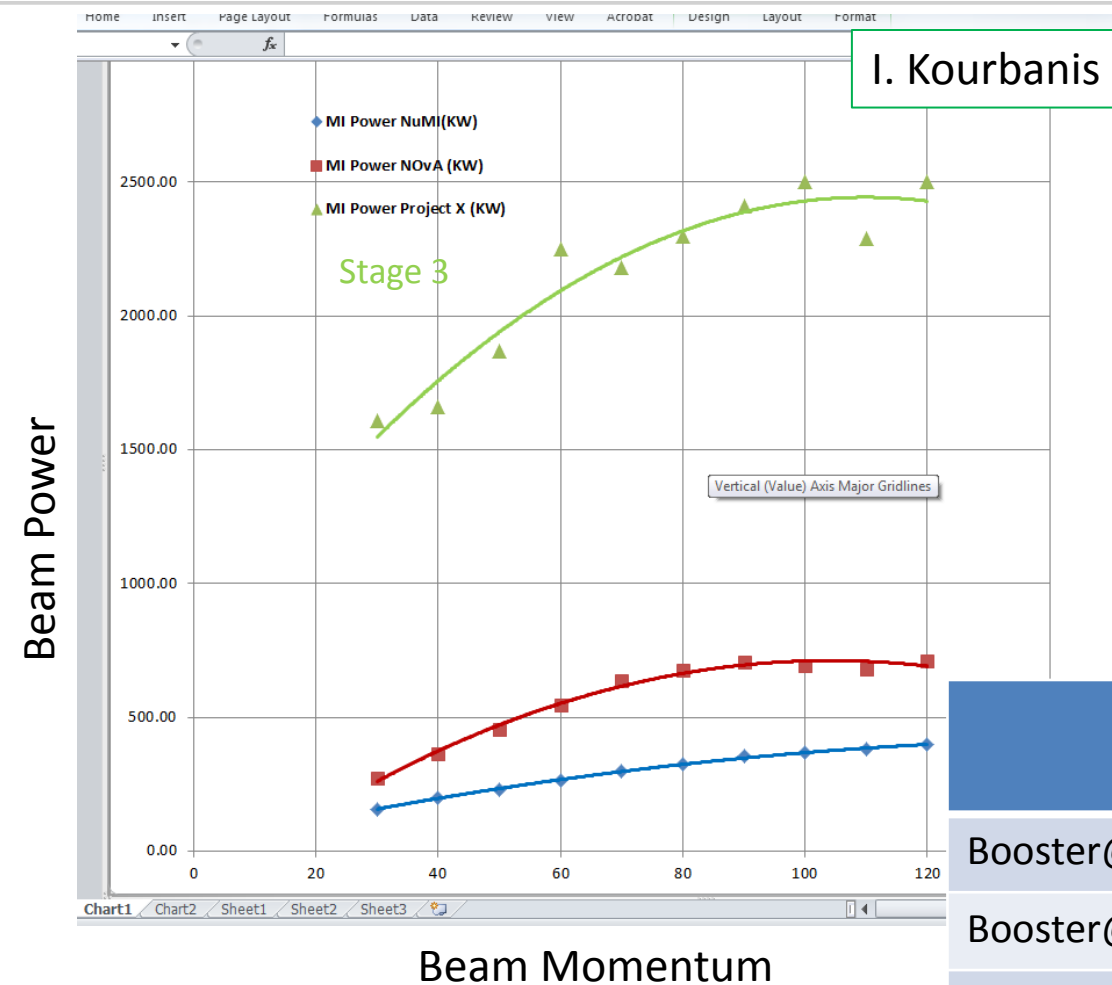 Home Insert Page Layout Formulas Data Review View Acrobat Design Layout Format
fx
I. Kourbanis
MI Power NuMI(KW)
MI Power NOvA (KW)
MI Power Project X (KW)
Stage 3
2500.00
2000.00
1500.00
1000.00
500.00
0.00
Vertical (Value) Axis Major Gridlines
Beam Power
0 20 40 60 80 100 120
Booster@
Booster@
Chart1 Chart2 Sheet1 Sheet2 Sheet3
Beam Momentum